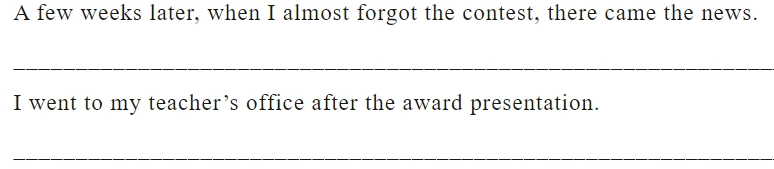 A few weeks later, when I almost forgot the contest, there came the news.
I went to my teacher’s office after the award presentation.